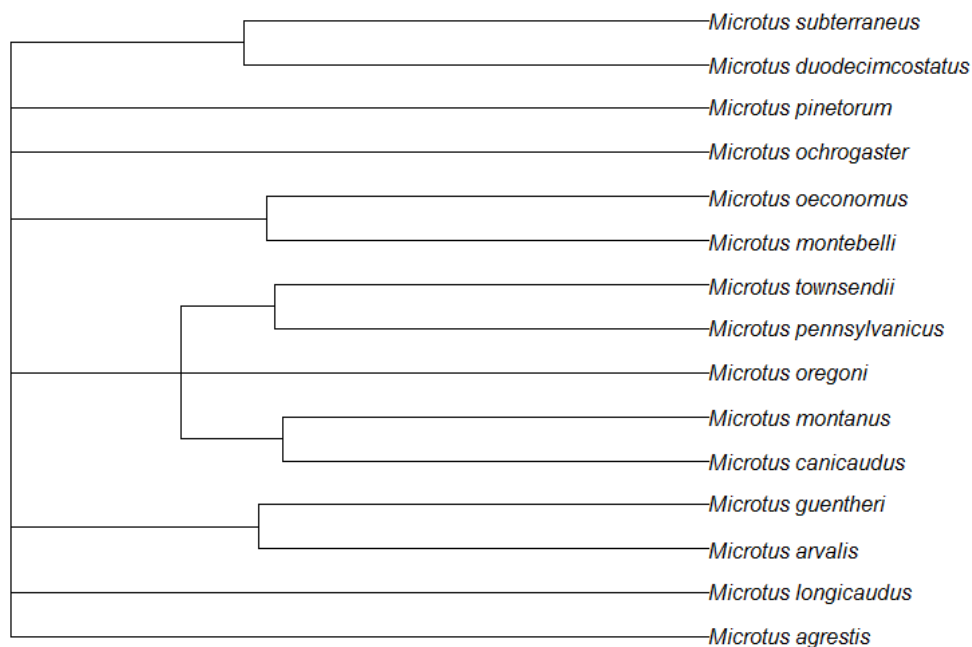 Microtus subterraneus
Microtus duodecimcostatus
Microtus pinetorum
Microtus ochrogaster
Microtus oeconomus
Microtus montebelli
Microtus townsendii
Microtus pennsylvanicus
Microtus oregoni
Microtus montanus
Microtus canicaudus
Microtus guentheri
Microtus arvalis
Microtus longicaudus
Microtus agrestis